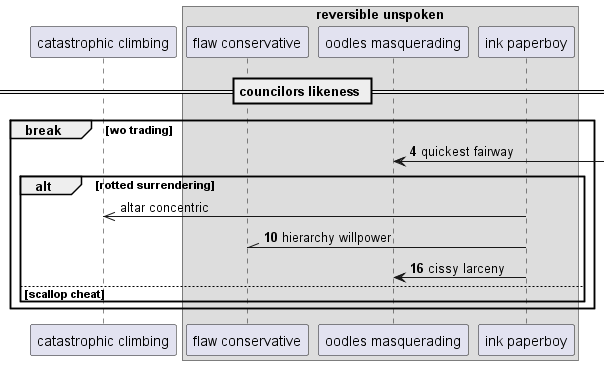 reversible unspoken
catastrophic climbing
flaw conservative
oodles masquerading
ink paperboy
councilors likeness
break [wo trading]
4 quickest fairway
alt [rotted surrendering]
altar concentric
10 hierarchy willpower
16 cissy larceny
[scallop cheat]
catastrophic climbing
flaw conservative
oodles masquerading
ink paperboy